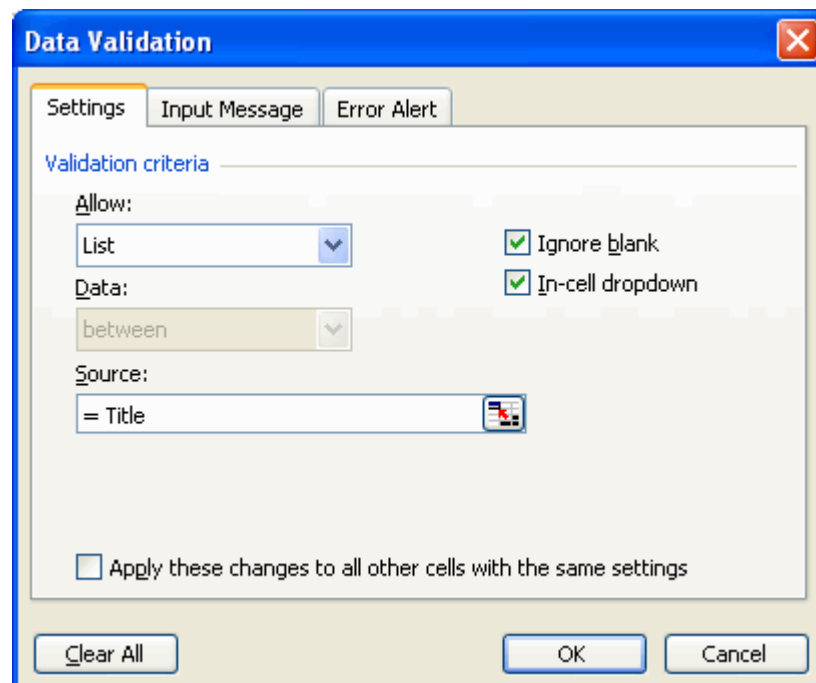 Data Validation
Settings Input Message Error Alert
Validation criteria
Allow:
List
Ignore blank
Data:
In-cell dropdown
between
Source:
= Title
Apply these changes to all other cells with the same settings
Clear All OK Cancel